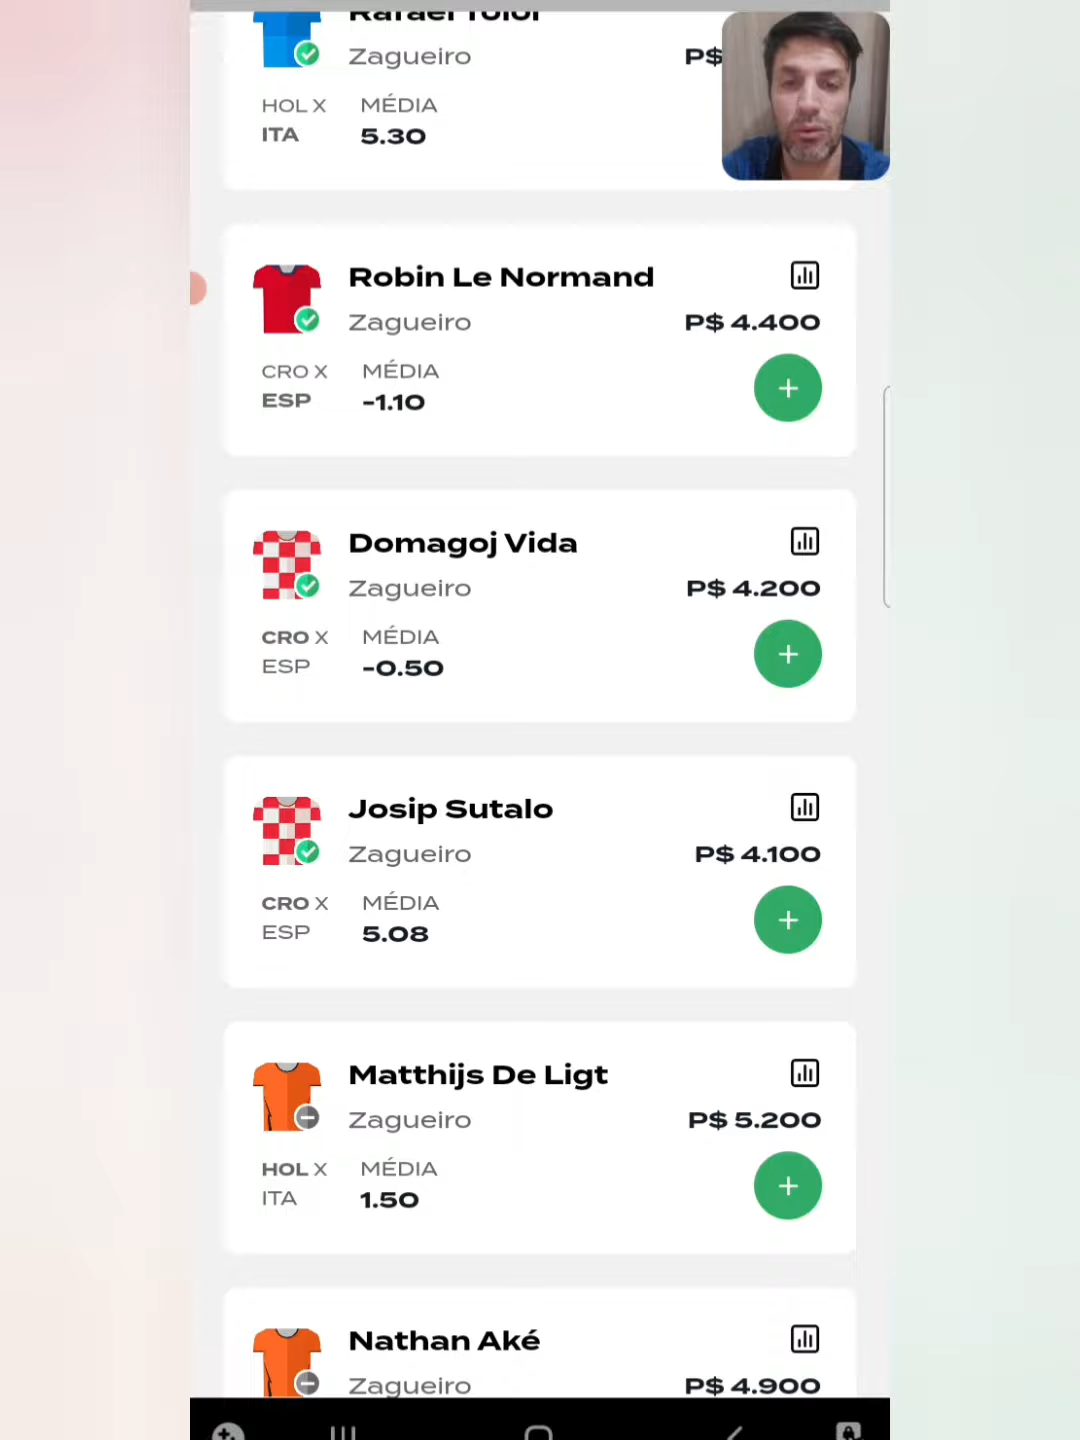 Rafael Toloi
Zagueiro P$
HOL X MÉDIA
ITA 5.30
Robin Le Normand
Zagueiro P$ 4.400
CRO X MÉDIA
ESP -1.10
+
Domagoj Vida
Zagueiro P$ 4.200
CRO X MÉDIA
ESP -0.50
+
Josip Sutalo
Zagueiro P$ 4.100
CRO X MÉDIA
ESP 5.08
+
Matthijs De Ligt
Zagueiro P$ 5.200
HOL X MÉDIA
ITA 1.50
+
Nathan Aké
Zagueiro P$ 4.900